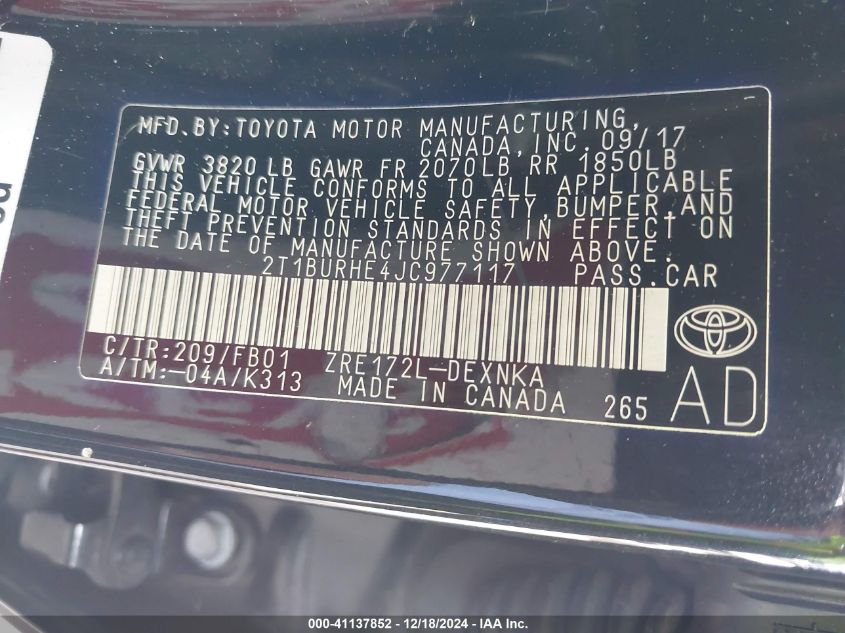 MFD.BY:TOYOTA MOTOR MANUFACTURING,
CANADA,INC.09/17
GVWR 3820 LB GAWR FR 2070LB RR 1850LB
THIS VEHICLE CONFORMS TO ALL APPLICABLE
FEDERAL MOTOR VEHICLE SAFETY,BUMPER,AND
THEFT PREVENTION STANDARDS IN EFFECT ON
THE DATE OF MANUFACTURE SHOWN ABOVE.
2T1BURHE4JC977117 PASS.CAR
C/TR:209/FB01 ZRE172L-DEXNKA
A/TM:-04A/K313 MADE IN CANADA 265 AD
000-41137852 / 12/18/2024 - IAA Inc.